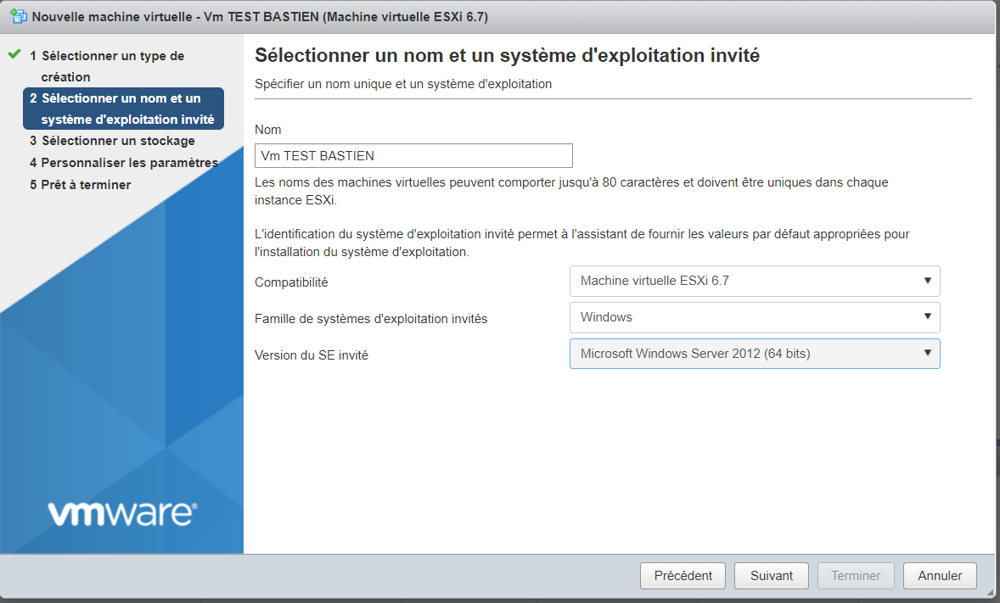 Nouvelle machine virtuelle - Vm TEST BASTIEN (Machine virtuelle ESXi 6.7)
1 Sélectionner un type de
création
2 Sélectionner un nom et un
système d'exploitation invité
3 Sélectionner un stockage
4 Personnaliser les paramètres
5 Prêt à terminer
vmware®
Sélectionner un nom et un système d'exploitation invité
Spécifier un nom unique et un système d'exploitation
Nom
Vm TEST BASTIEN
Les noms des machines virtuelles peuvent comporter jusqu'à 80 caractères et doivent être uniques dans chaque
instance ESXi.
L'identification du système d'exploitation invité permet à l'assistant de fournir les valeurs par défaut appropriées pour
l'installation du système d'exploitation.
Compatibilité
Machine virtuelle ESXi 6.7
Famille de systèmes d'exploitation invités
Windows
Version du SE invité
Microsoft Windows Server 2012 (64 bits)
Précédent
Suivant
Terminer
Annuler